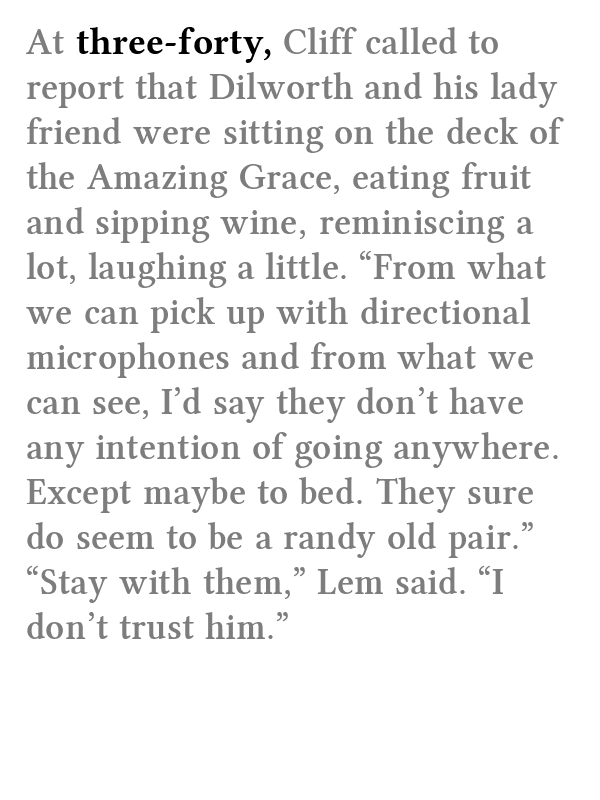 At three-forty, Cliff called to
report that Dilworth and his lady
friend were sitting on the deck of
the Amazing Grace, eating fruit
and sipping wine, reminiscing a
lot, laughing a little. “From what
we can pick up with directional
microphones and from what we
can see, I’d say they don’t have
any intention of going anywhere.
Except maybe to bed. They sure
do seem to be a randy old pair.”
“Stay with them,” Lem said. “I
don’t trust him.”